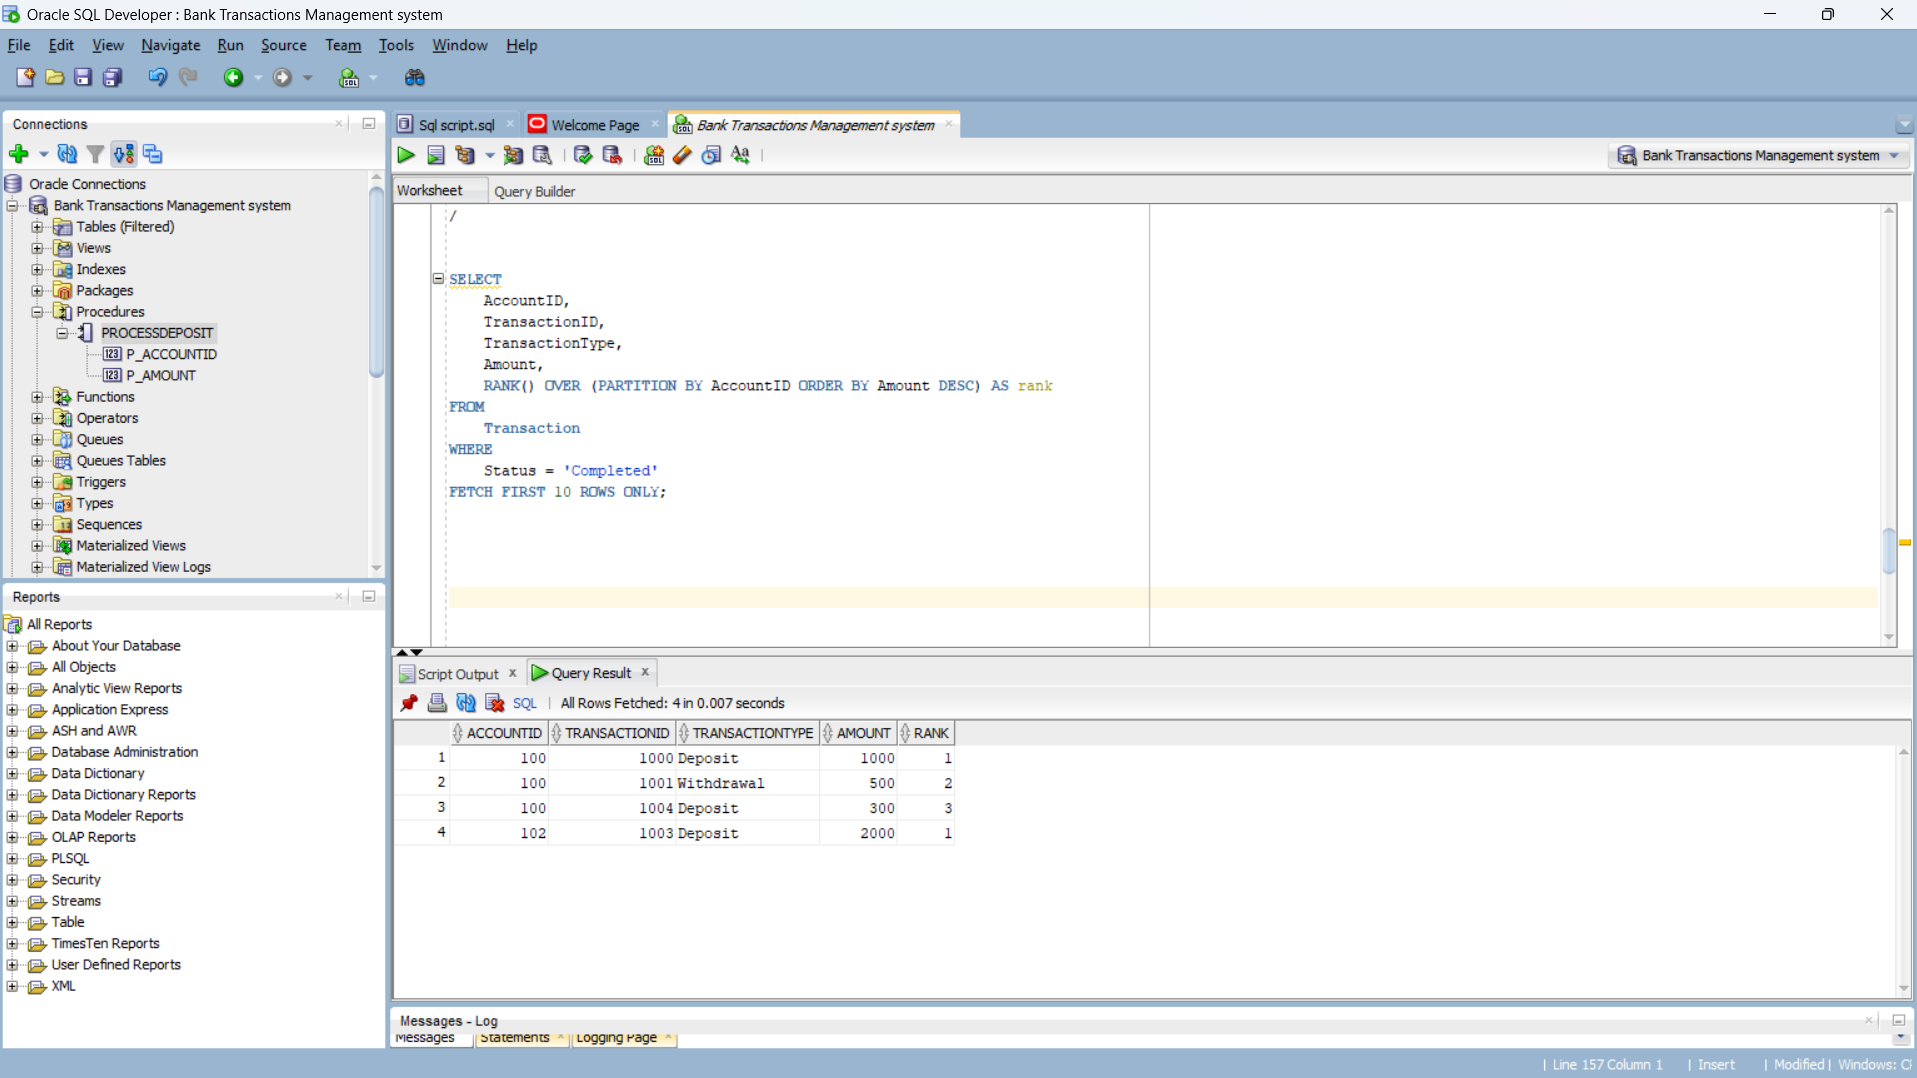 Oracle SQL Developer : Bank Transactions Management system
File Edit View Navigate Run Source Team Tools Window Help
Connections
Oracle Connections
Bank Transactions Management system
Tables (Filtered)
Views
Indexes
Packages
Procedures
PROCESSDEPOSIT
P_ACCOUNTID
P_AMOUNT
Functions
Operators
Queues
Queues Tables
Triggers
Types
Sequences
Materialized Views
Materialized View Logs
Reports
All Reports
About Your Database
All Objects
Analytic View Reports
Application Express
ASH and AWR
Database Administration
Data Dictionary
Data Dictionary Reports
Data Modeler Reports
OLAP Reports
PLSQL
Security
Streams
Table
TimesTen Reports
User Defined Reports
XML
Sql script.sql Welcome Page Bank Transactions Management system
Bank Transactions Management system
Worksheet Query Builder
/
SELECT
AccountID,
TransactionID,
TransactionType,
Amount,
RANK() OVER (PARTITION BY AccountID ORDER BY Amount DESC) AS rank
FROM
Transaction
WHERE
Status = 'Completed'
FETCH FIRST 10 ROWS ONLY;
Script Output Query Result
SQL All Rows Fetched: 4 in 0.007 seconds
ACCOUNTID TRANSACTIONID TRANSACTIONTYPE AMOUNT RANK
1 100 1000 Deposit 1000 1
2 100 1001 Withdrawal 500 2
3 100 1004 Deposit 300 3
4 102 1003 Deposit 2000 1
Messages - Log
Messages Statements Logging Page
Line 157 Column 1 Insert Modified Windows: C